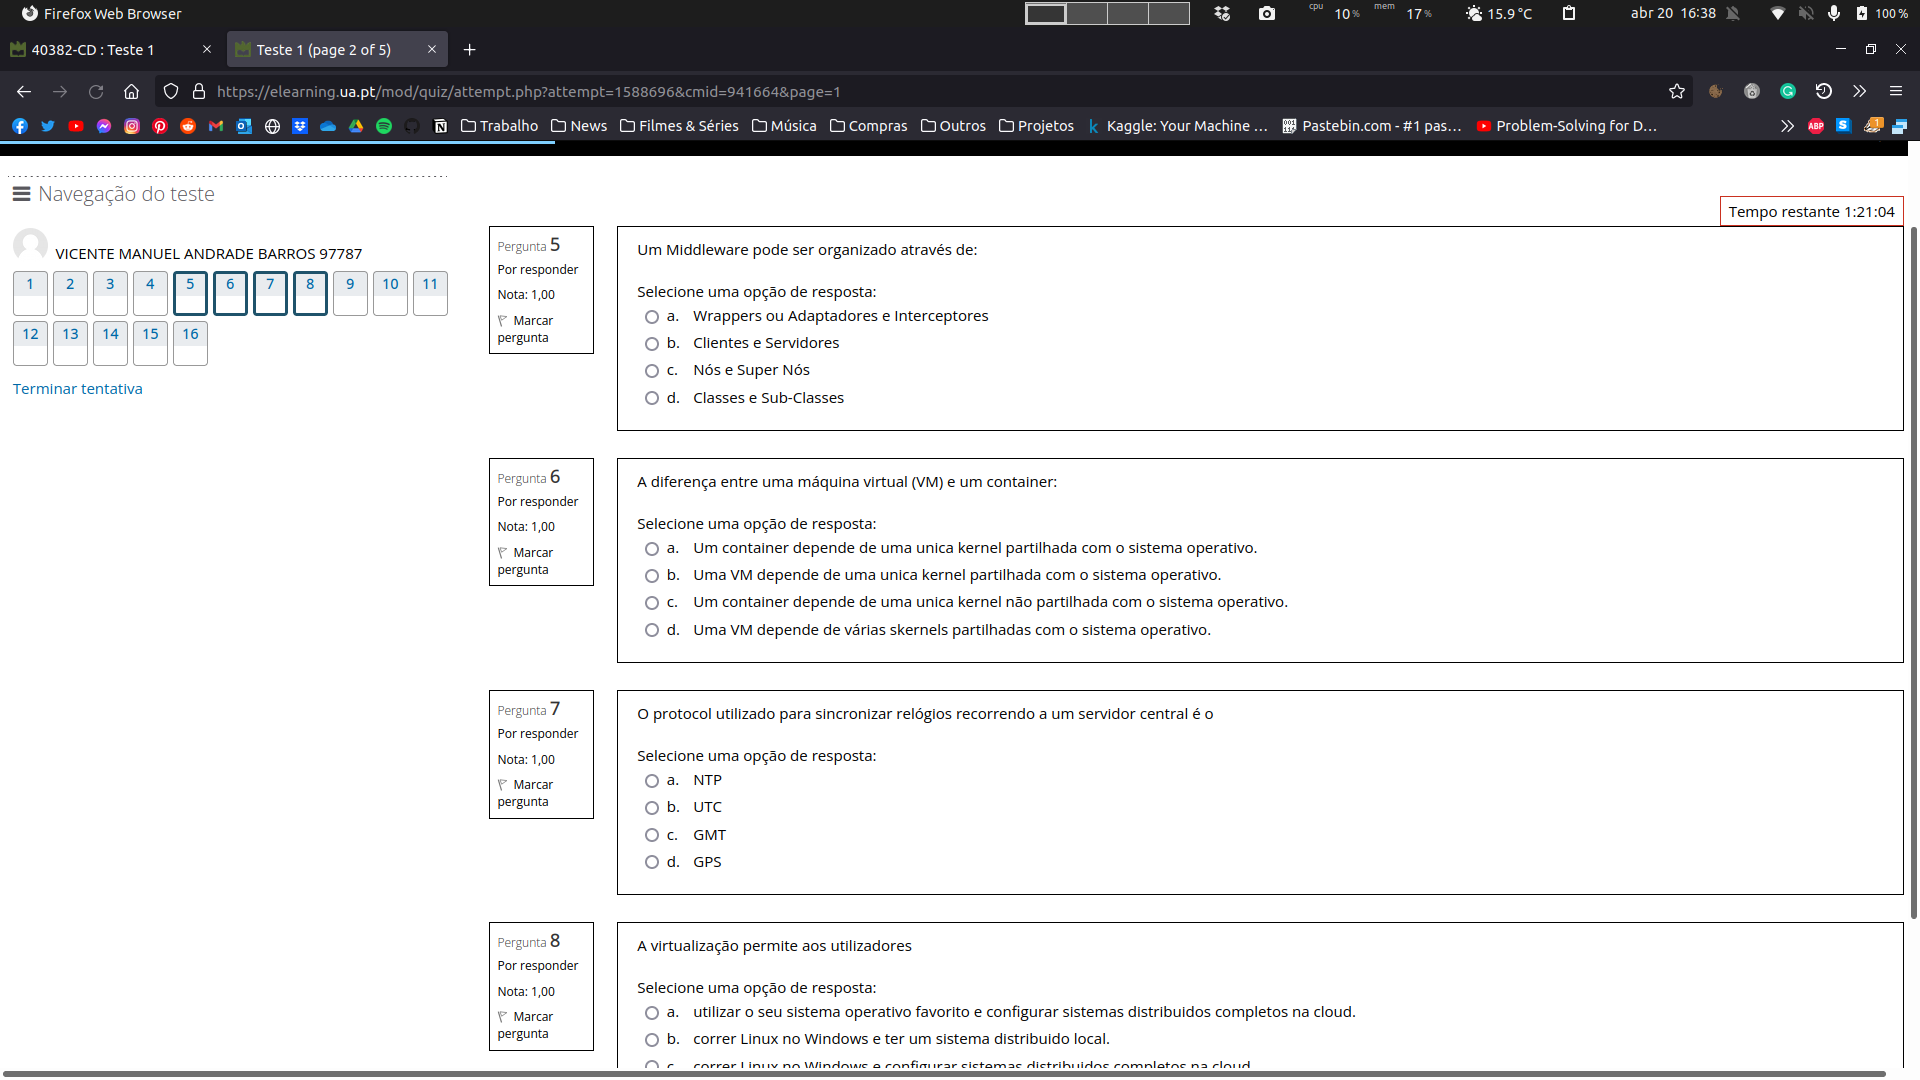 Firefox Web Browser
cpu 10 % mem 17 % 15.9 °C abr 20 16:38 100 %
40382-CD : Teste 1
Teste 1 (page 2 of 5)
https://elearning.ua.pt/mod/quiz/attempt.php?attempt=1588696&cmid=941664&page=1
Trabalho News Filmes & Séries Música Compras Outros Projetos Kaggle: Your Machine ... Pastebin.com - #1 pas... Problem-Solving for D...
Navegação do teste
VICENTE MANUEL ANDRADE BARROS 97787
1 2 3 4 5 6 7 8 9 10 11
12 13 14 15 16
Terminar tentativa
Tempo restante 1:21:04
Pergunta 5
Por responder
Nota: 1,00
Marcar
pergunta
Um Middleware pode ser organizado através de:
Selecione uma opção de resposta:
a. Wrappers ou Adaptadores e Interceptores
b. Clientes e Servidores
c. Nós e Super Nós
d. Classes e Sub-Classes
Pergunta 6
Por responder
Nota: 1,00
Marcar
pergunta
A diferença entre uma máquina virtual (VM) e um container:
Selecione uma opção de resposta:
a. Um container depende de uma unica kernel partilhada com o sistema operativo.
b. Uma VM depende de uma unica kernel partilhada com o sistema operativo.
c. Um container depende de uma unica kernel não partilhada com o sistema operativo.
d. Uma VM depende de várias skernels partilhadas com o sistema operativo.
Pergunta 7
Por responder
Nota: 1,00
Marcar
pergunta
O protocol utilizado para sincronizar relógios recorrendo a um servidor central é o
Selecione uma opção de resposta:
a. NTP
b. UTC
c. GMT
d. GPS
Pergunta 8
Por responder
Nota: 1,00
Marcar
pergunta
A virtualização permite aos utilizadores
Selecione uma opção de resposta:
a. utilizar o seu sistema operativo favorito e configurar sistemas distribuidos completos na cloud.
b. correr Linux no Windows e ter um sistema distribuido local.
c. correr Linux no Windows e configurar sistemas distribuidos completos na cloud.